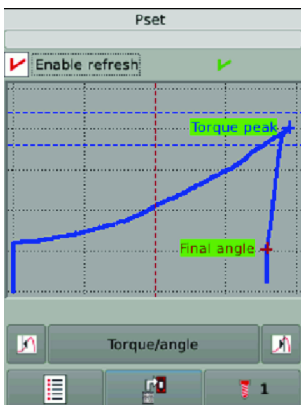 Pset
Enable refresh
Torque peak
Final angle
Torque/angle
1